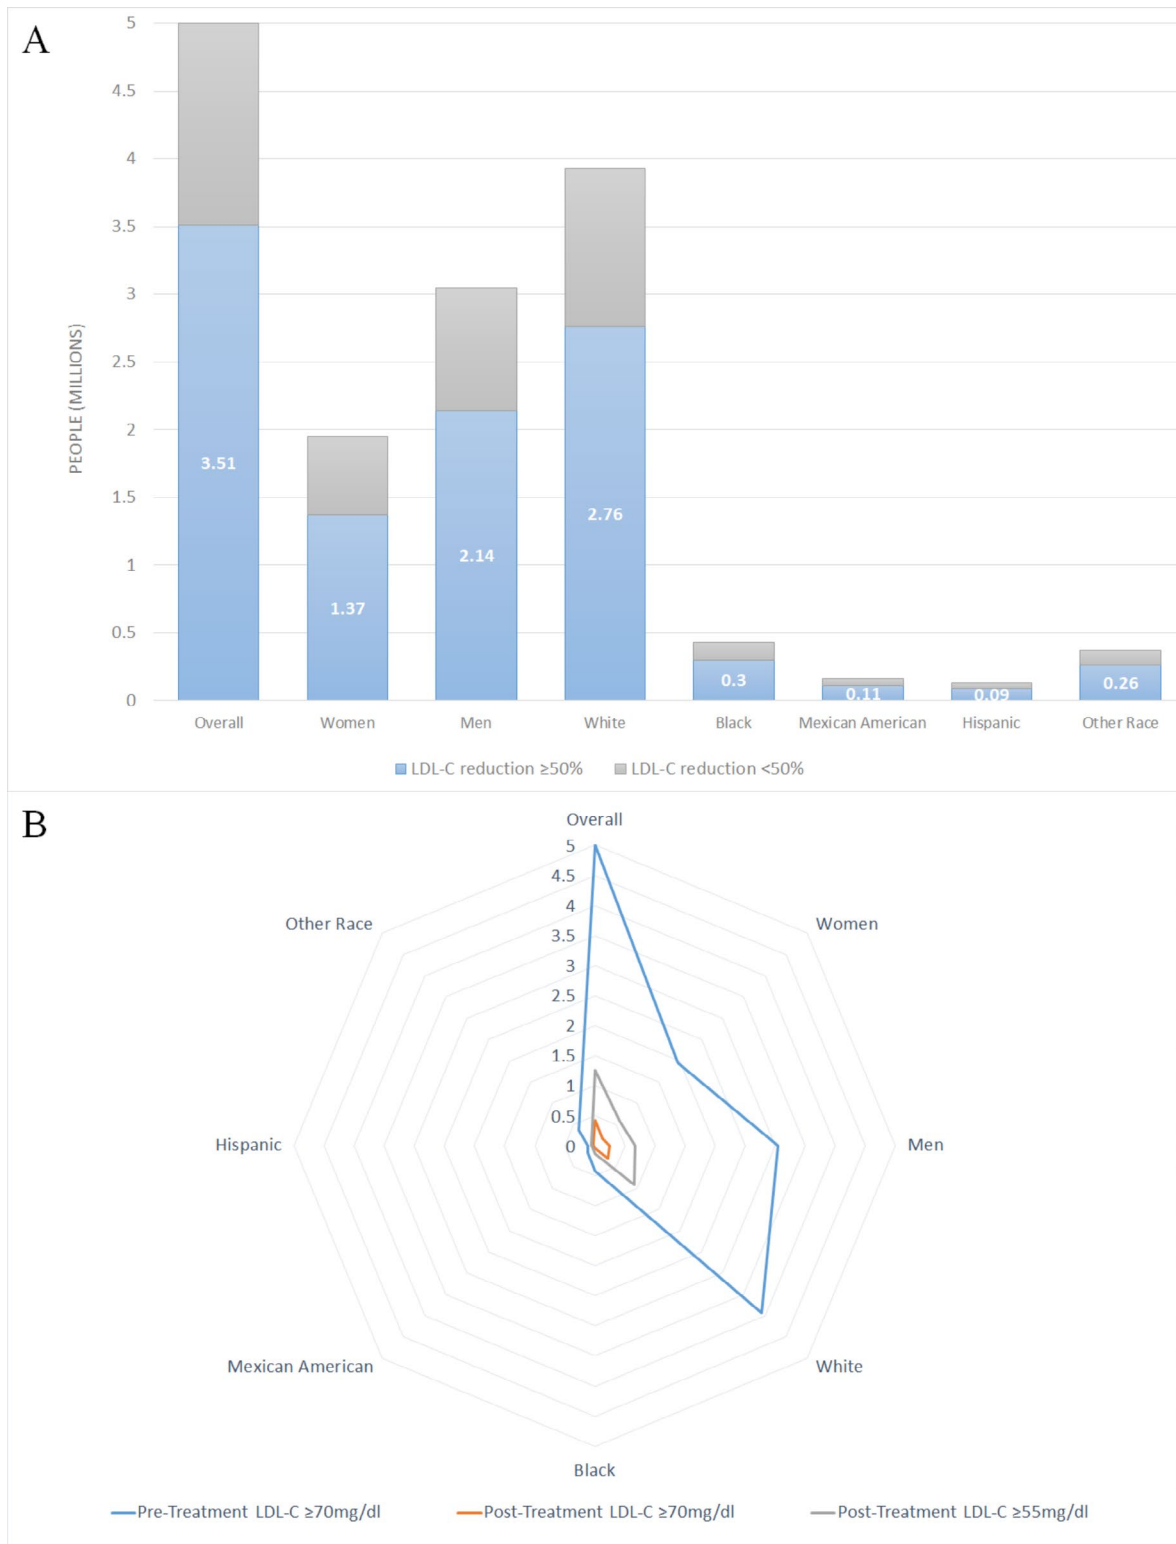 A
5
4.5
4
3.5
3
2.5
2
1.5
1
0.5
0
PEOPLE (MILLIONS)
3.51
1.37
2.14
2.76
0.3
0.11
0.09
0.26
Overall Women Men White Black Mexican American Hispanic Other Race
LDL-C reduction ≥50% LDL-C reduction <50%
B
Overall
5
4.5
4
3.5
3
2.5
2
1.5
1
0.5
0
Other Race
Women
Hispanic
Men
Mexican American
White
Black
Pre-Treatment LDL-C ≥70mg/dl Post-Treatment LDL-C ≥70mg/dl Post-Treatment LDL-C ≥55mg/dl